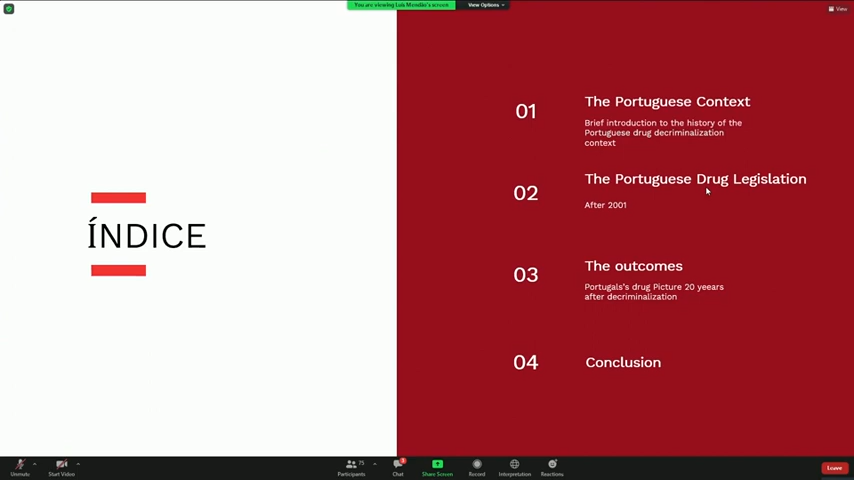 You are viewing Luís Mendão's screen
View Options
View
ÍNDICE
01
The Portuguese Context
Brief introduction to the history of the
Portuguese drug decriminalization
context
02
The Portuguese Drug Legislation
After 2001
03
The outcomes
Portugals's drug Picture 20 yeears
after decriminalization
04
Conclusion
Unmute
Start Video
Participants
75
Chat
Share Screen
Record
Interpretation
Reactions
Leave